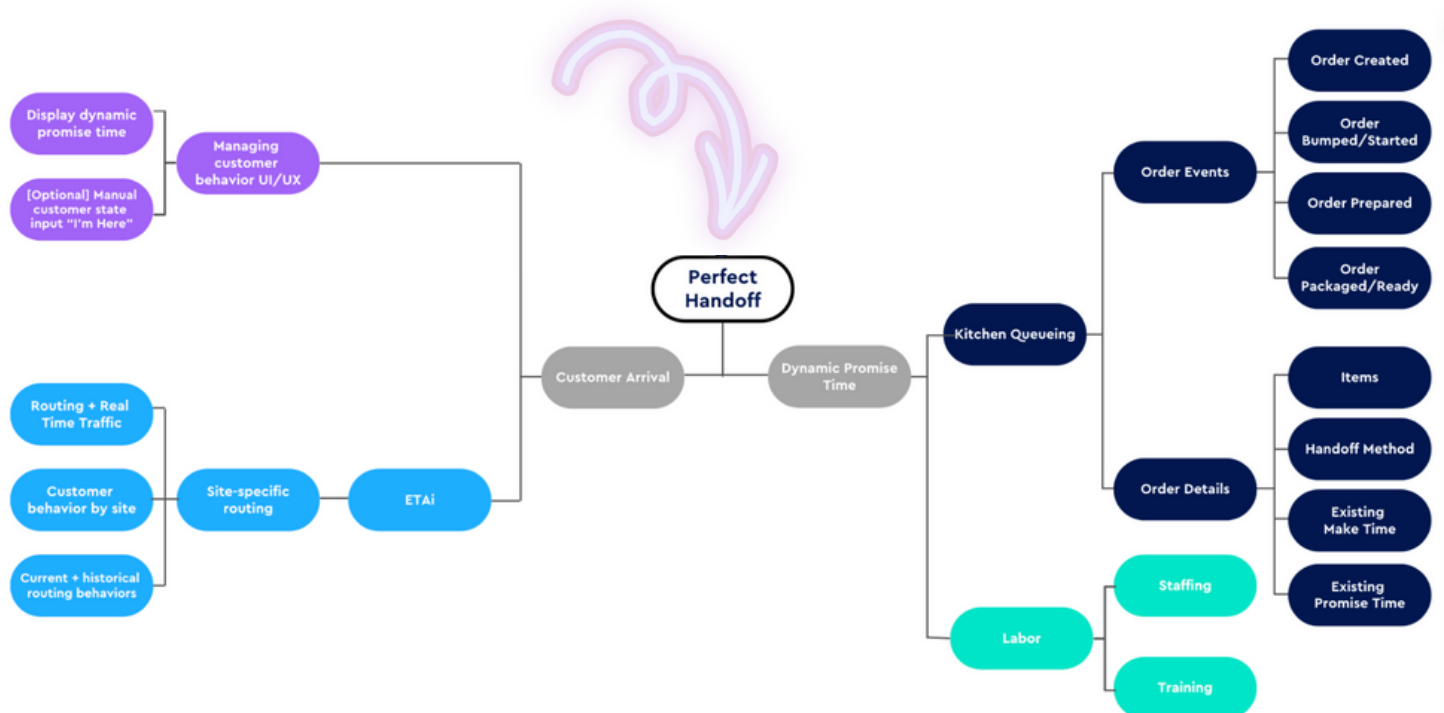 Order Created
Display dynamic
promise time
Order
Bumped/Started
Managing
customer
behavior UI/UX
Order Events
[Optional] Manual
customer state
input "I'm Here"
Order Prepared
Order
Packaged/Ready
Perfect
Handoff
Kitchen Queueing
Customer Arrival
Dynamic Promise
Time
Items
Routing + Real
Time Traffic
Handoff Method
Customer
behavior by site
Site-specific
routing
ETAi
Order Details
Existing
Make Time
Current + historical
routing behaviors
Staffing
Existing
Promise Time
Labor
Training